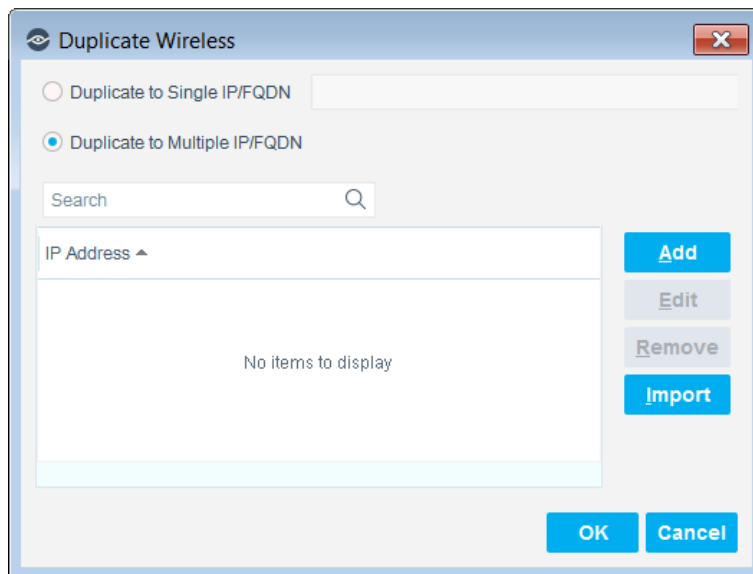 Duplicate Wireless
Duplicate to Single IP/FQDN
Duplicate to Multiple IP/FQDN
Search
IP Address
Add
Edit
No items to display
Remove
Import
OK
Cancel